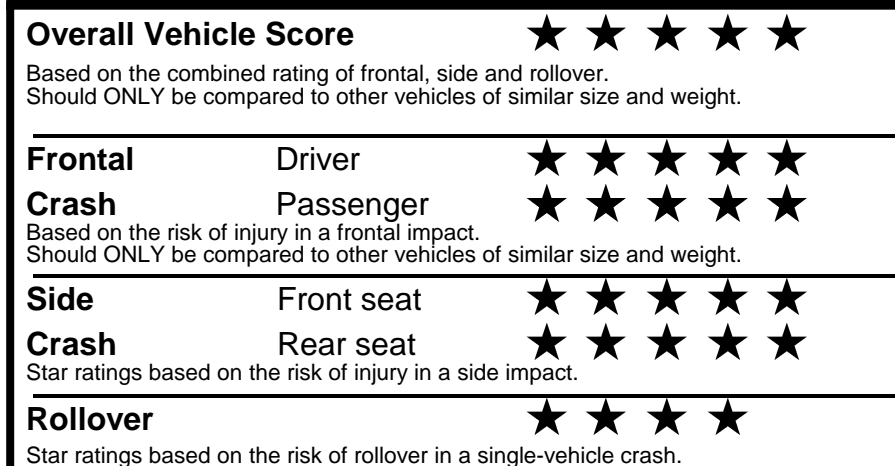 Overall Vehicle Score ★ ★ ★ ★ ★
Based on the combined rating of frontal, side and rollover.
Should ONLY be compared to other vehicles of similar size and weight.
Frontal Driver ★ ★ ★ ★ ★
Crash Passenger ★ ★ ★ ★ ★
Based on the risk of injury in a frontal impact.
Should ONLY be compared to other vehicles of similar size and weight.
Side Front seat ★ ★ ★ ★ ★
Crash Rear seat ★ ★ ★ ★ ★
Star ratings based on the risk of injury in a side impact.
Rollover ★ ★ ★ ★
Star ratings based on the risk of rollover in a single-vehicle crash.